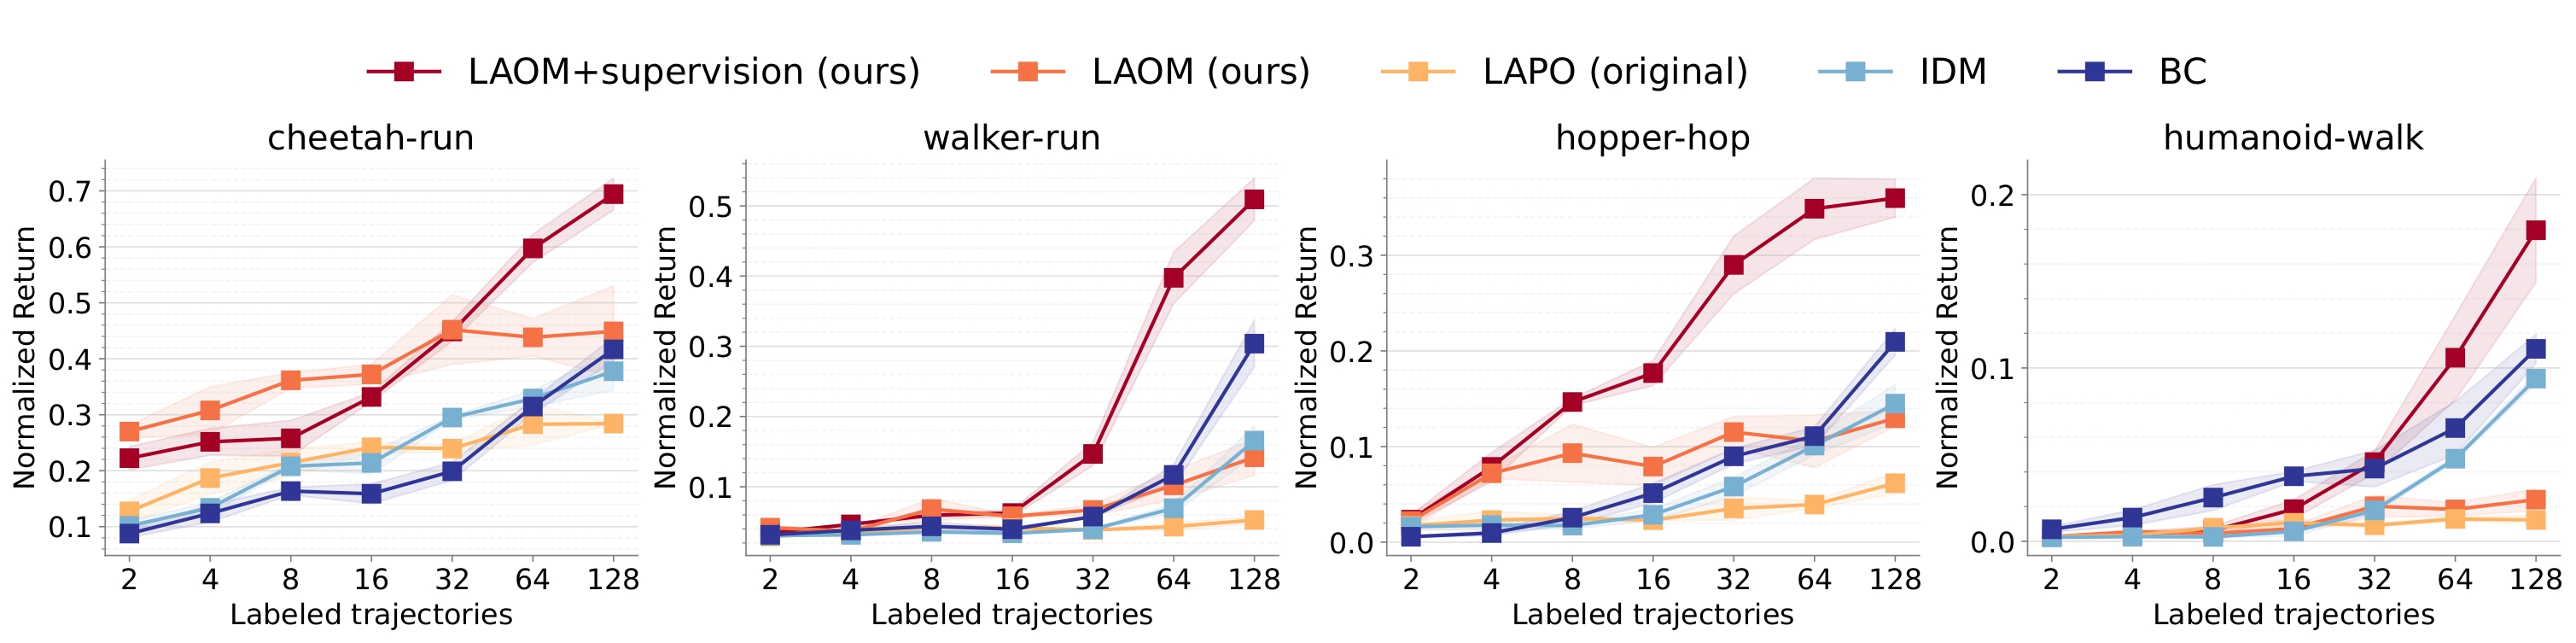 LAOM+supervision (ours) LAOM (ours) LAPO (original) IDM BC
cheetah-run
Normalized Return
0.7
0.6
0.5
0.4
0.3
0.2
0.1
2 4 8 16 32 64 128
Labeled trajectories
walker-run
Normalized Return
0.5
0.4
0.3
0.2
0.1
2 4 8 16 32 64 128
Labeled trajectories
hopper-hop
Normalized Return
0.3
0.2
0.1
0.0
2 4 8 16 32 64 128
Labeled trajectories
humanoid-walk
Normalized Return
0.2
0.1
0.0
2 4 8 16 32 64 128
Labeled trajectories